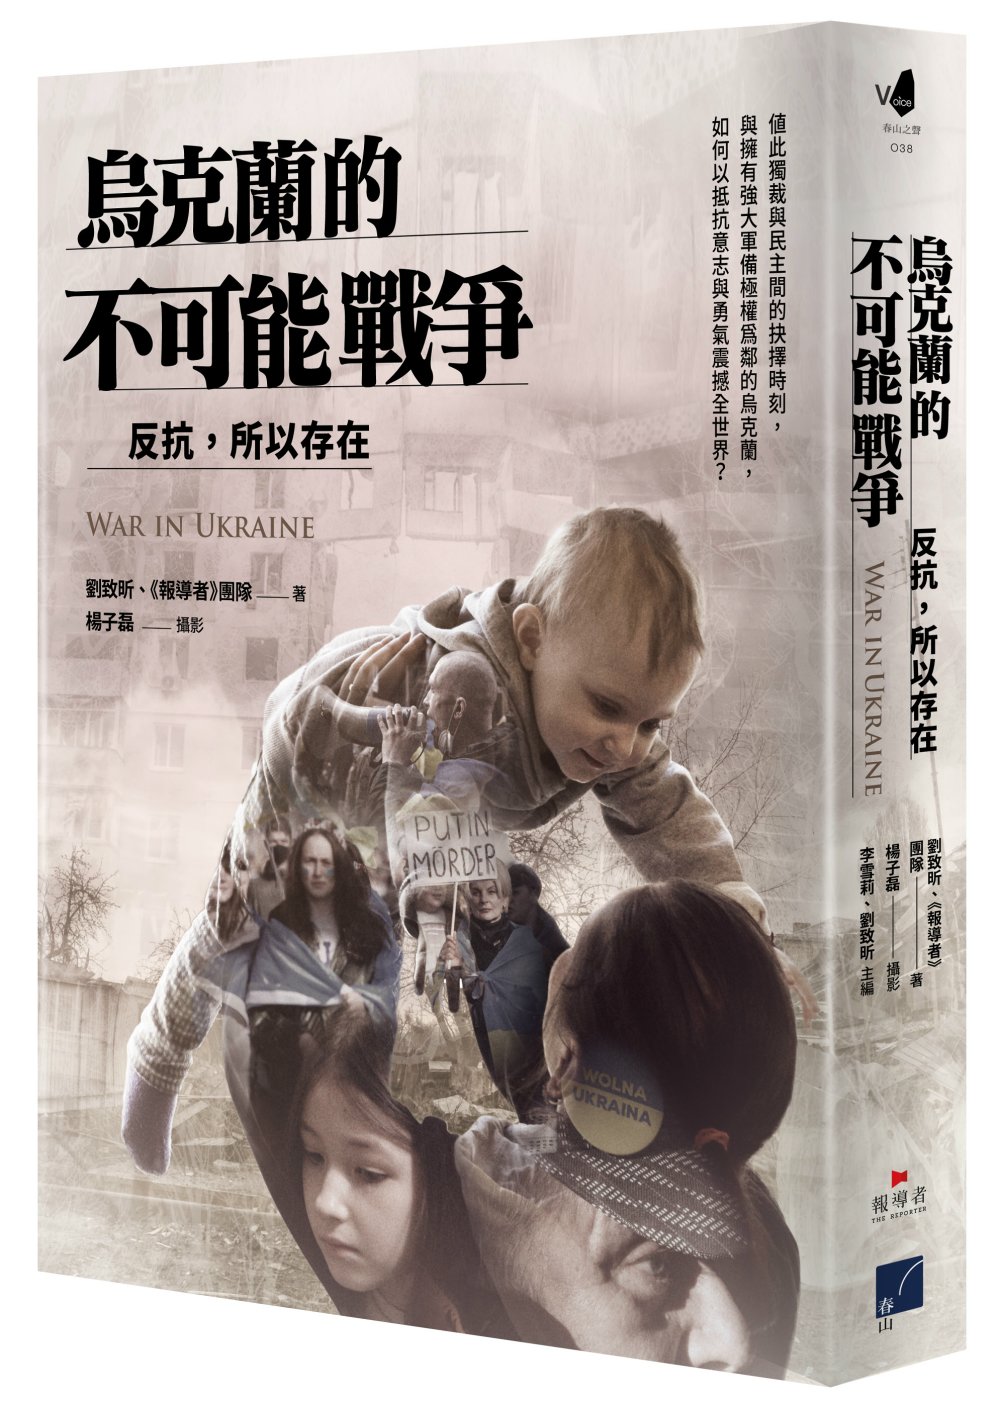 烏克蘭的
不可能戰爭
反抗，所以存在
WAR IN UKRAINE
劉致昕、《報導者》團隊——著
楊子磊——攝影
值此獨裁與民主間的抉擇時刻，
與擁有強大軍備極權為鄰的烏克蘭，
如何以抵抗意志與勇氣震撼全世界？
PUTIN
MÖRDER
WOLNA
UKRAINA
Voice
春山之聲
O38
烏克蘭的
不可能戰爭
反抗，所以存在
WAR IN UKRAINE
劉致昕、《報導者》
團隊——著
楊子磊——攝影
李雪莉、劉致昕 主編
報導者
THE REPORTER
春山